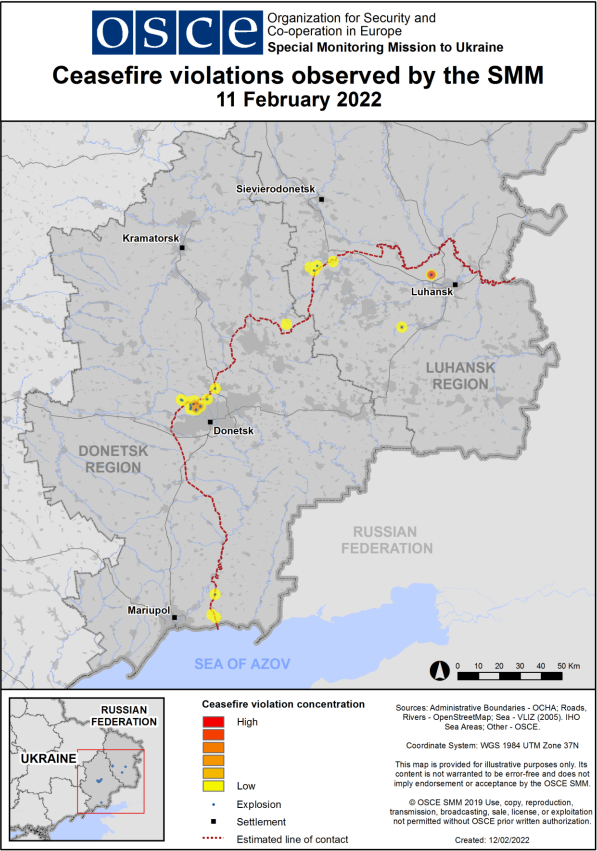 OSCE
Organization for Security and
Co-operation in Europe
Special Monitoring Mission to Ukraine
Ceasefire violations observed by the SMM
11 February 2022
Sievierodonetsk
Kramatorsk
Luhansk
LUHANSK
REGION
Donetsk
DONETSK
REGION
RUSSIAN
FEDERATION
Mariupol
SEA OF AZOV
0 10 20 30 40 50 Km
RUSSIAN
FEDERATION
UKRAINE
Ceasefire violation concentration
High
Low
Explosion
Settlement
Estimated line of contact
Sources: Administrative Boundaries - OCHA; Roads,
Rivers - OpenStreetMap; Sea - VLIZ (2005). IHO
Sea Areas; Other - OSCE.
Coordinate System: WGS 1984 UTM Zone 37N
This map is provided for illustrative purposes only. Its
content is not warranted to be error-free and does not
imply endorsement or acceptance by the OSCE SMM.
© OSCE SMM 2019 Use, copy, reproduction,
transmission, broadcasting, sale, license, or exploitation
not permitted without OSCE prior written authorization.
Created: 12/02/2022